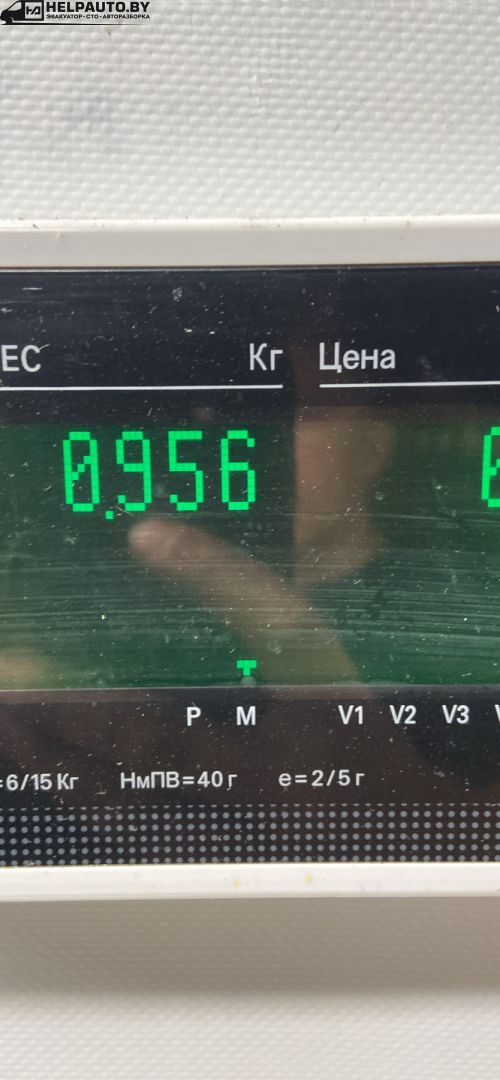 HELPAUTO.BY
ЭВАКУАТОР·СТО·АВТОРАЗБОРКА
ЕС Кг Цена
0.956
P M V1 V2 V3
=6/15 Кг НмПВ=40 г е=2/5 г